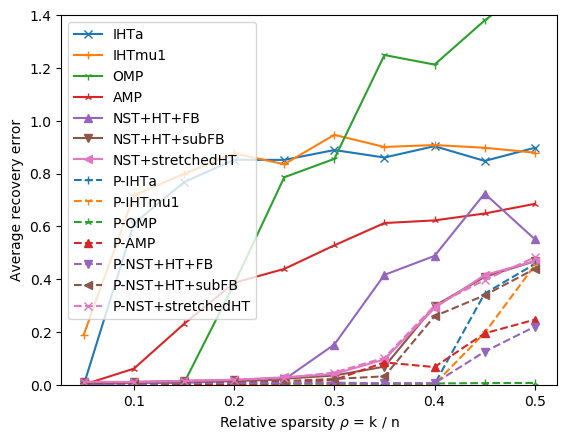 1.4
1.2
1.0
0.8
0.6
0.4
0.2
0.0
Average recovery error
IHTa
IHTmu1
OMP
AMP
NST+HT+FB
NST+HT+subFB
NST+stretchedHT
P-IHTa
P-IHTmu1
P-OMP
P-AMP
P-NST+HT+FB
P-NST+HT+subFB
P-NST+stretchedHT
0.1 0.2 0.3 0.4 0.5
Relative sparsity ρ = k / n